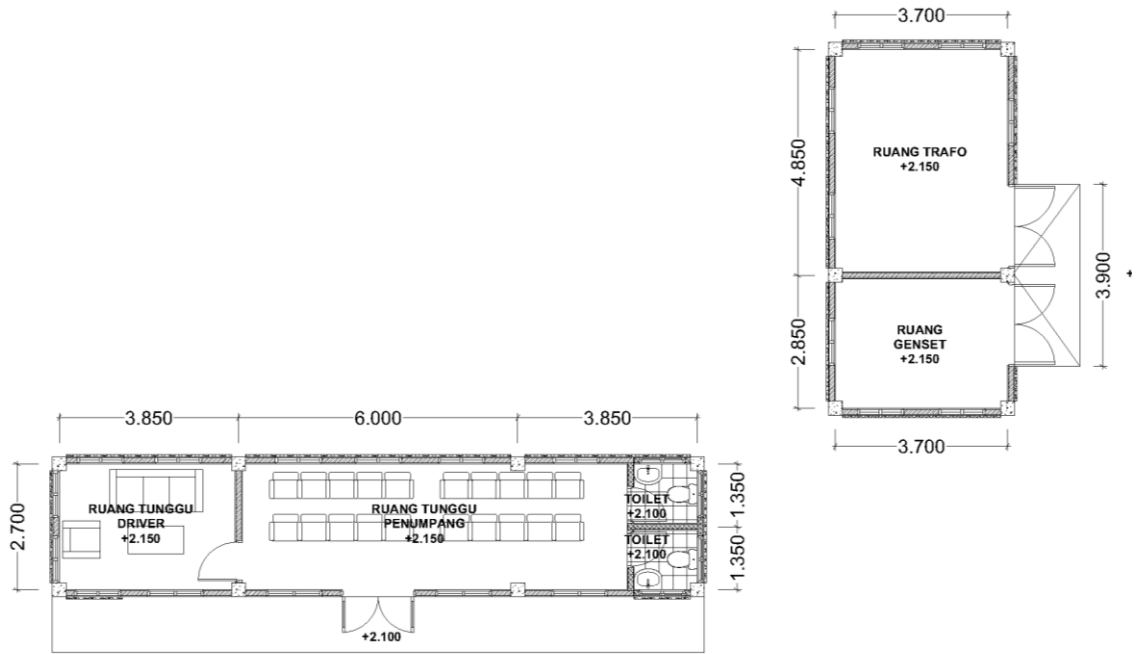 3.700
4.850
RUANG TRAFO
+2.150
3.900
+
2.850
RUANG
GENSET
+2.150
3.700
3.850
6.000
3.850
2.700
RUANG TUNGGU
DRIVER
+2.150
RUANG TUNGGU
PENUMPANG
+2.150
TOILET
+2.100
TOILET
+2.100
1.350
1.350
+2.100